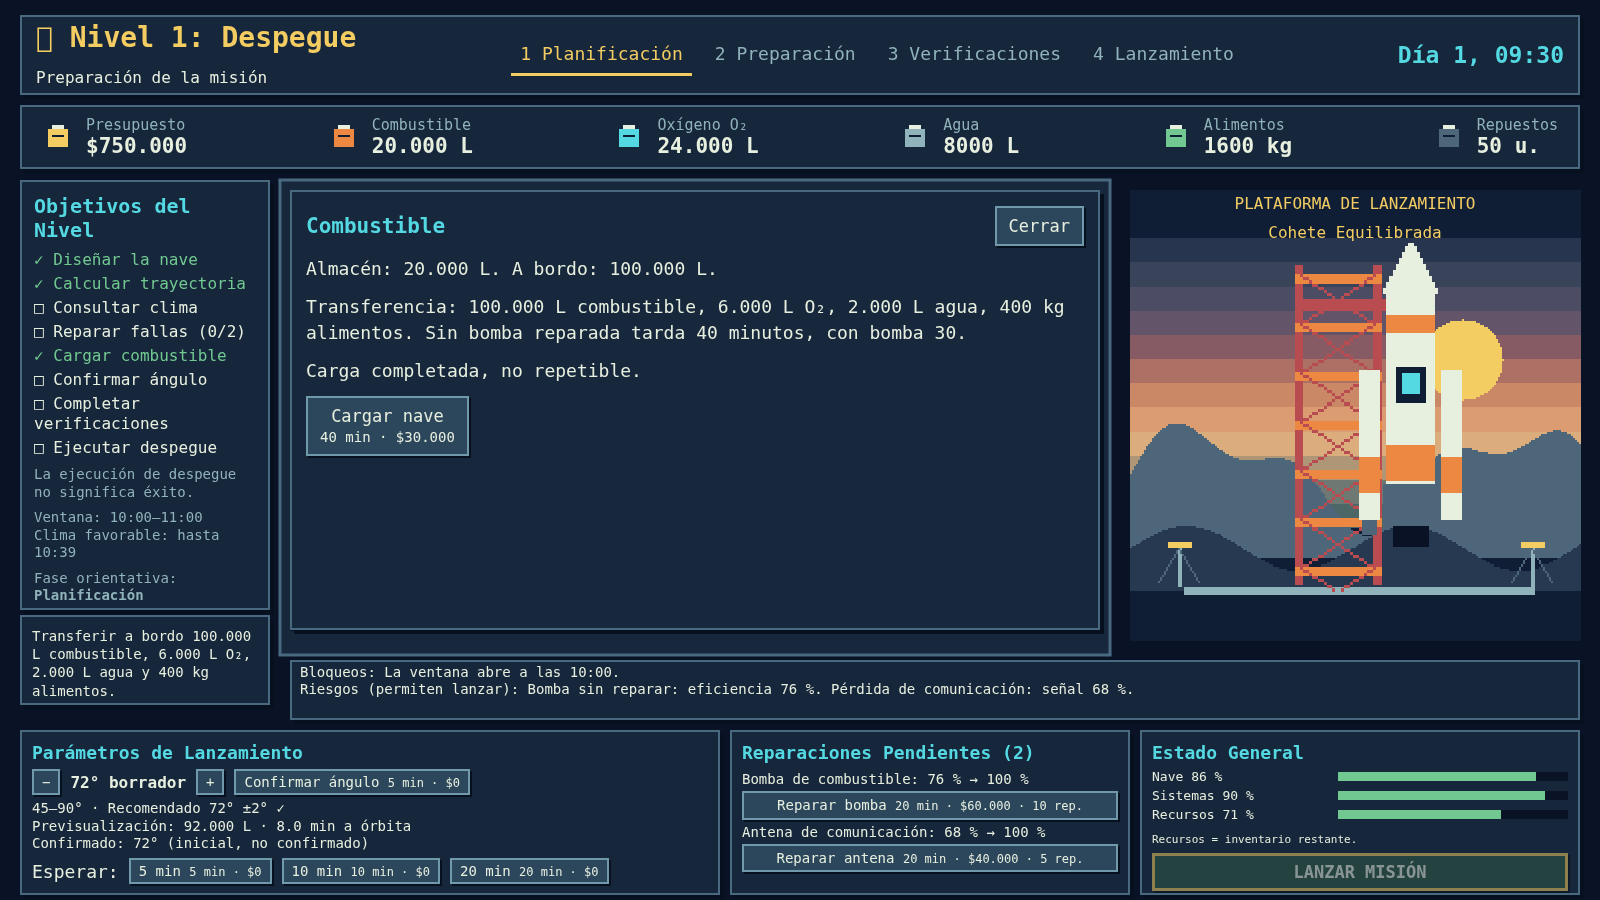 Nivel 1: Despegue
Preparación de la misión
1 Planificación
2 Preparación
3 Verificaciones
4 Lanzamiento
Día 1, 09:30
Presupuesto
$750.000
Combustible
20.000 L
Oxígeno O₂
24.000 L
Agua
8000 L
Alimentos
1600 kg
Repuestos
50 u.
Objetivos del
Nivel
✓ Diseñar la nave
✓ Calcular trayectoria
□ Consultar clima
□ Reparar fallas (0/2)
✓ Cargar combustible
□ Confirmar ángulo
□ Completar
verificaciones
□ Ejecutar despegue
La ejecución de despegue
no significa éxito.
Ventana: 10:00–11:00
Clima favorable: hasta
10:39
Fase orientativa:
Planificación
Transferir a bordo 100.000
L combustible, 6.000 L O₂,
2.000 L agua y 400 kg
alimentos.
Combustible
Cerrar
Almacén: 20.000 L. A bordo: 100.000 L.
Transferencia: 100.000 L combustible, 6.000 L O₂, 2.000 L agua, 400 kg
alimentos. Sin bomba reparada tarda 40 minutos, con bomba 30.
Carga completada, no repetible.
Cargar nave
40 min · $30.000
PLATAFORMA DE LANZAMIENTO
Cohete Equilibrada
Bloqueos: La ventana abre a las 10:00.
Riesgos (permiten lanzar): Bomba sin reparar: eficiencia 76 %. Pérdida de comunicación: señal 68 %.
Parámetros de Lanzamiento
− 72° borrador + Confirmar ángulo 5 min · $0
45–90° · Recomendado 72° ±2° ✓
Previsualización: 92.000 L · 8.0 min a órbita
Confirmado: 72° (inicial, no confirmado)
Esperar: 5 min 5 min · $0 10 min 10 min · $0 20 min 20 min · $0
Reparaciones Pendientes (2)
Bomba de combustible: 76 % → 100 %
Reparar bomba 20 min · $60.000 · 10 rep.
Antena de comunicación: 68 % → 100 %
Reparar antena 20 min · $40.000 · 5 rep.
Estado General
Nave 86 %
Sistemas 90 %
Recursos 71 %
Recursos = inventario restante.
LANZAR MISIÓN